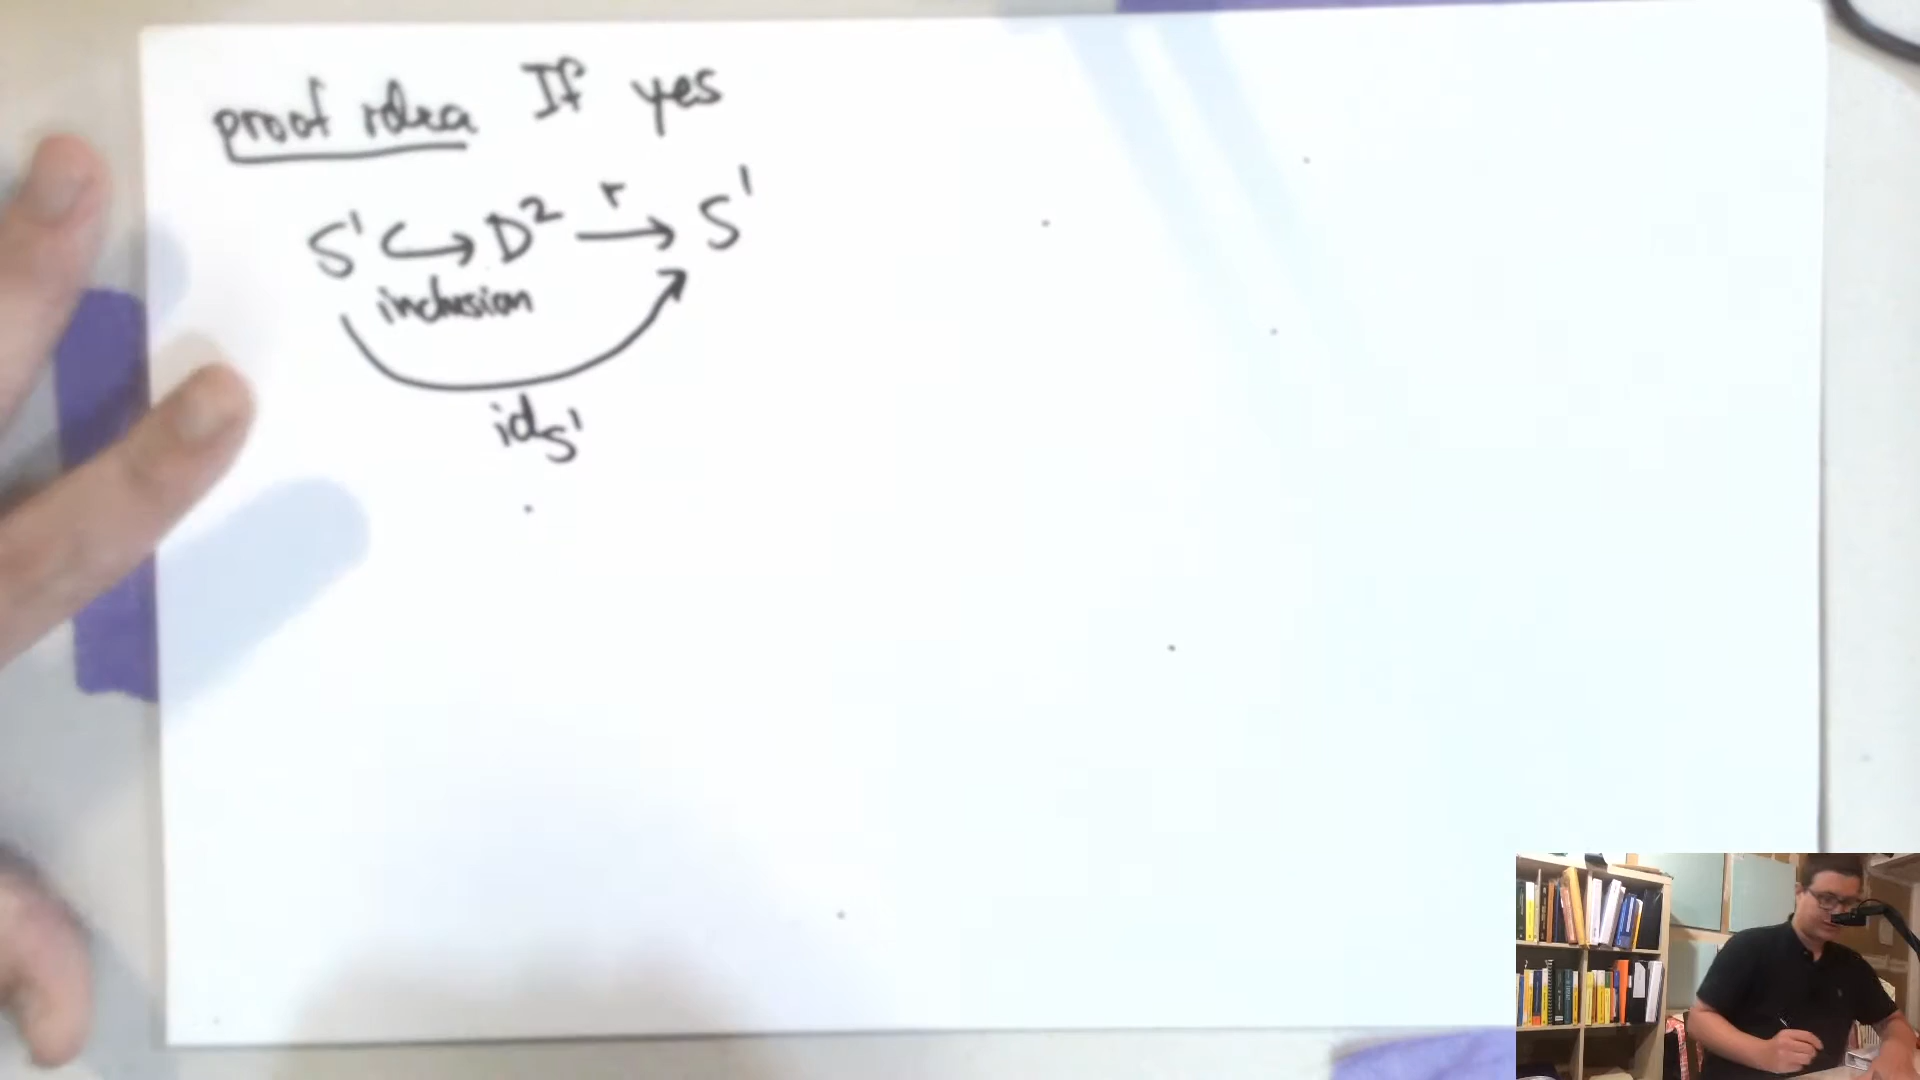 proof idea If yes
S¹ ↪ D² →^r S¹
inclusion
id_S¹